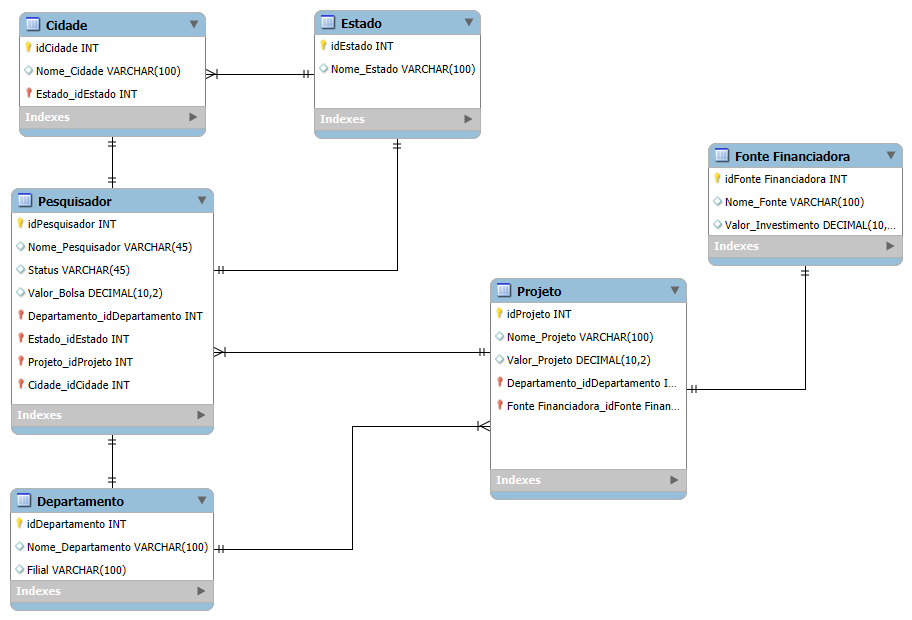 Cidade
idCidade INT
Nome_Cidade VARCHAR(100)
Estado_idEstado INT
Indexes
Estado
idEstado INT
Nome_Estado VARCHAR(100)
Indexes
Fonte Financiadora
idFonte Financiadora INT
Nome_Fonte VARCHAR(100)
Valor_Investimento DECIMAL(10,...
Indexes
Pesquisador
idPesquisador INT
Nome_Pesquisador VARCHAR(45)
Status VARCHAR(45)
Valor_Bolsa DECIMAL(10,2)
Departamento_idDepartamento INT
Estado_idEstado INT
Projeto_idProjeto INT
Cidade_idCidade INT
Indexes
Projeto
idProjeto INT
Nome_Projeto VARCHAR(100)
Valor_Projeto DECIMAL(10,2)
Departamento_idDepartamento I...
Fonte Financiadora_idFonte Finan...
Indexes
Departamento
idDepartamento INT
Nome_Departamento VARCHAR(100)
Filial VARCHAR(100)
Indexes